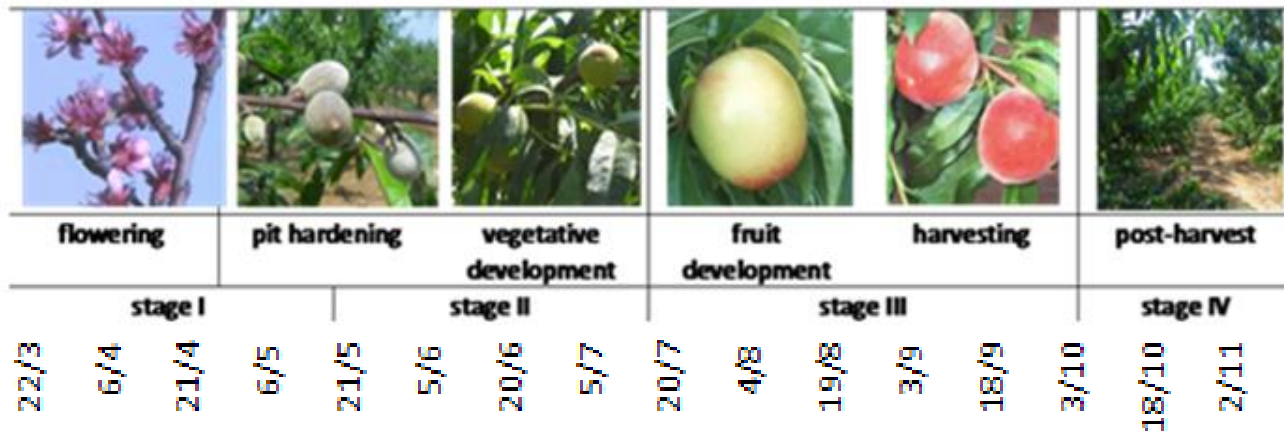 flowering pit hardening vegetative development fruit development harvesting post-harvest
stage I stage II stage III stage IV
22/3 6/4 21/4 6/5 21/5 5/6 20/6 5/7 20/7 4/8 19/8 3/9 18/9 3/10 18/10 2/11